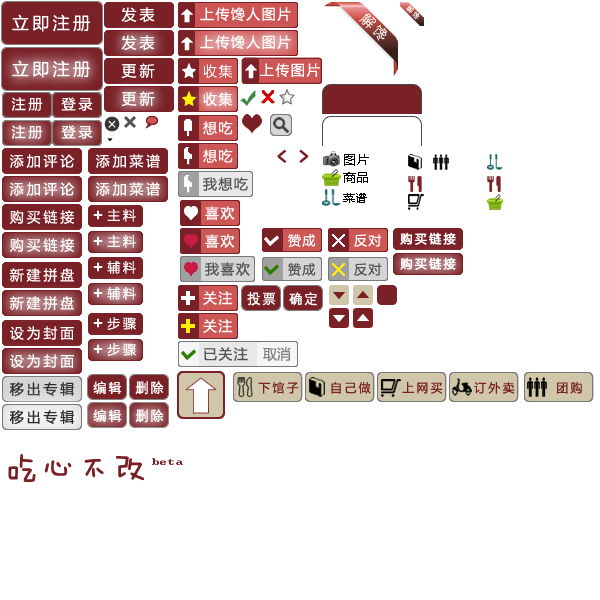 立即注册
立即注册
注册 登录
注册 登录
添加评论
添加评论
购买链接
购买链接
新建拼盘
新建拼盘
设为封面
设为封面
移出专辑
移出专辑
发表
发表
更新
更新
添加菜谱
添加菜谱
+ 主料
+ 主料
+ 辅料
+ 辅料
+ 步骤
+ 步骤
编辑 删除
编辑 删除
上传馋人图片
上传馋人图片
收集 上传图片
收集
想吃
想吃
我想吃
喜欢
喜欢
我喜欢
关注
关注
已关注 取消
投票 确定
赞成 反对
赞成 反对
购买链接
购买链接
解馋
解馋
图片
商品
菜谱
下馆子 自己做 上网买 订外卖 团购
吃心不改 beta